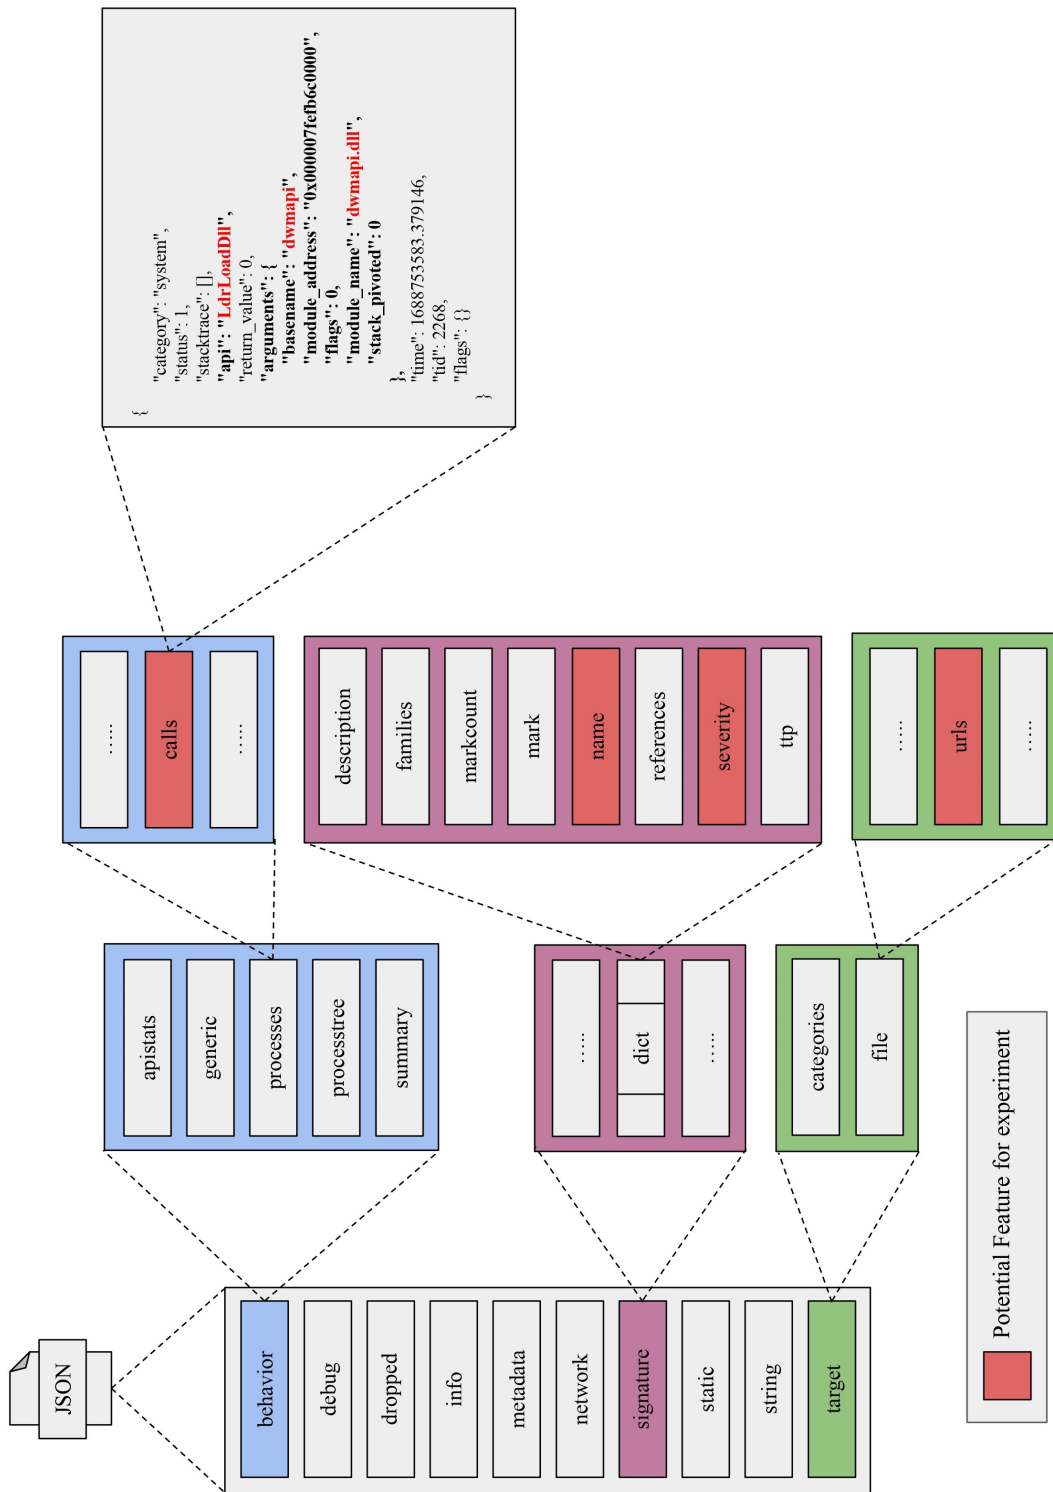 JSON
behavior
debug
dropped
info
metadata
network
signature
static
string
target
apistats
generic
processes
processtree
summary
.....
dict
.....
categories
file
.....
calls
.....
description
families
markcount
mark
name
references
severity
ttp
.....
urls
.....
{
"category": "system",
"status": 1,
"stacktrace": [],
"api": "LdrLoadDll",
"return_value": 0,
"arguments": {
"basename": "dwmapi",
"module_address": "0x000007fefb6c0000",
"flags": 0,
"module_name": "dwmapi.dll",
"stack_pivoted": 0
},
"time": 1688753583.379146,
"tid": 2268,
"flags": {}
}
Potential Feature for experiment